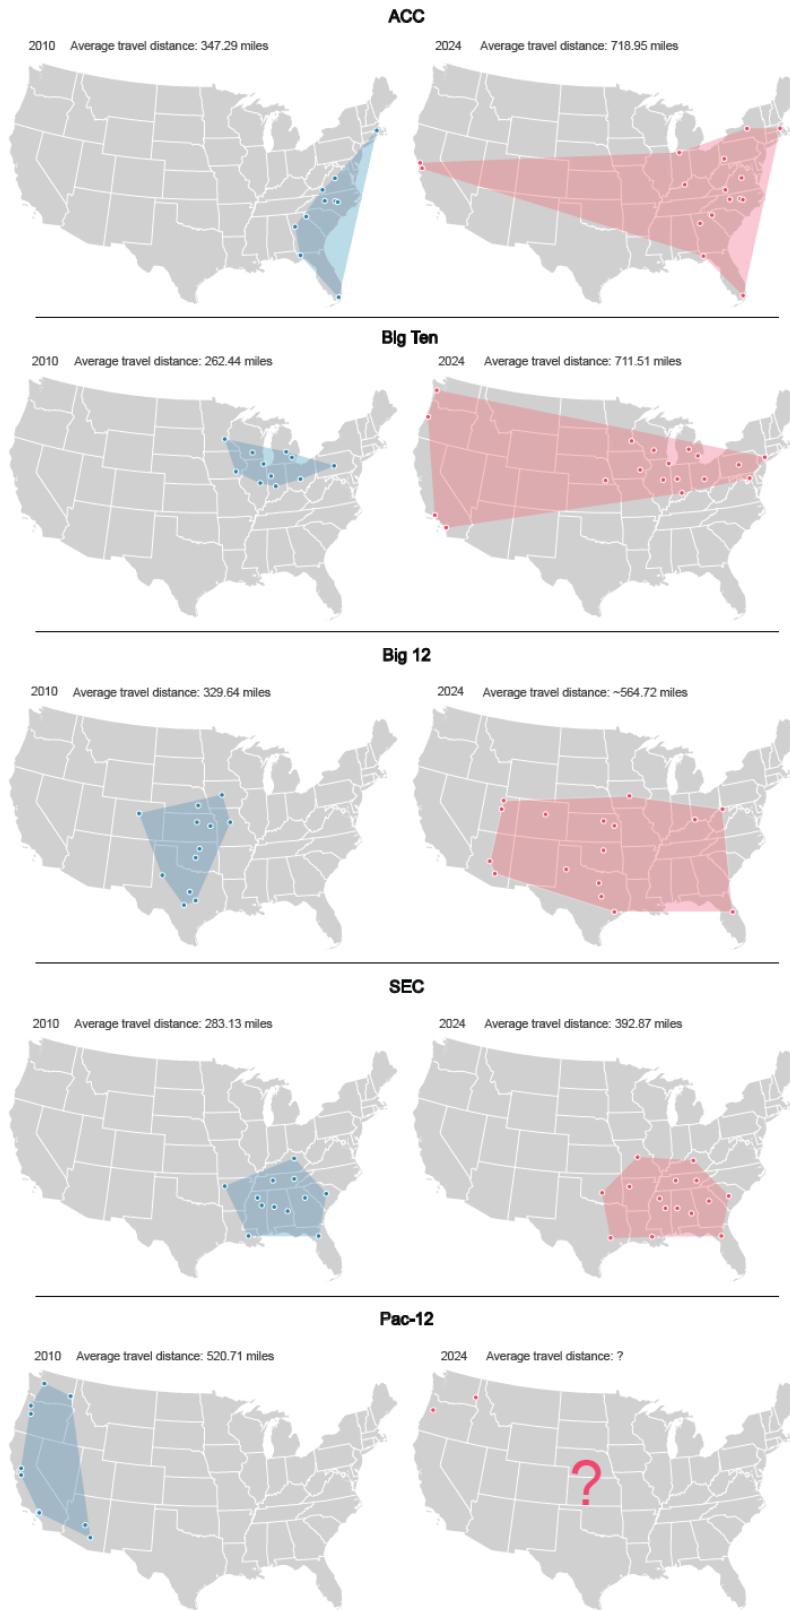 ACC
2010 Average travel distance: 347.29 miles
2024 Average travel distance: 718.95 miles
Big Ten
2010 Average travel distance: 262.44 miles
2024 Average travel distance: 711.51 miles
Big 12
2010 Average travel distance: 329.64 miles
2024 Average travel distance: ~564.72 miles
SEC
2010 Average travel distance: 283.13 miles
2024 Average travel distance: 392.87 miles
Pac-12
2010 Average travel distance: 520.71 miles
2024 Average travel distance: ?
?